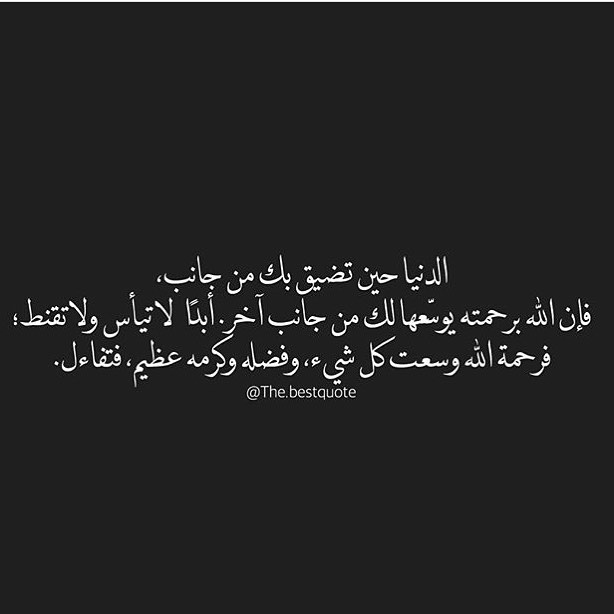 الدنيا حين تضيق بك من جانب،
فإن الله برحمته يوسّعها لك من جانب آخر. أبدًا لا تيأس ولا تقنط؛
فرحمة الله وسعت كل شيء، وفضله وكرمه عظيم، فتفاءل.
@The.bestquote